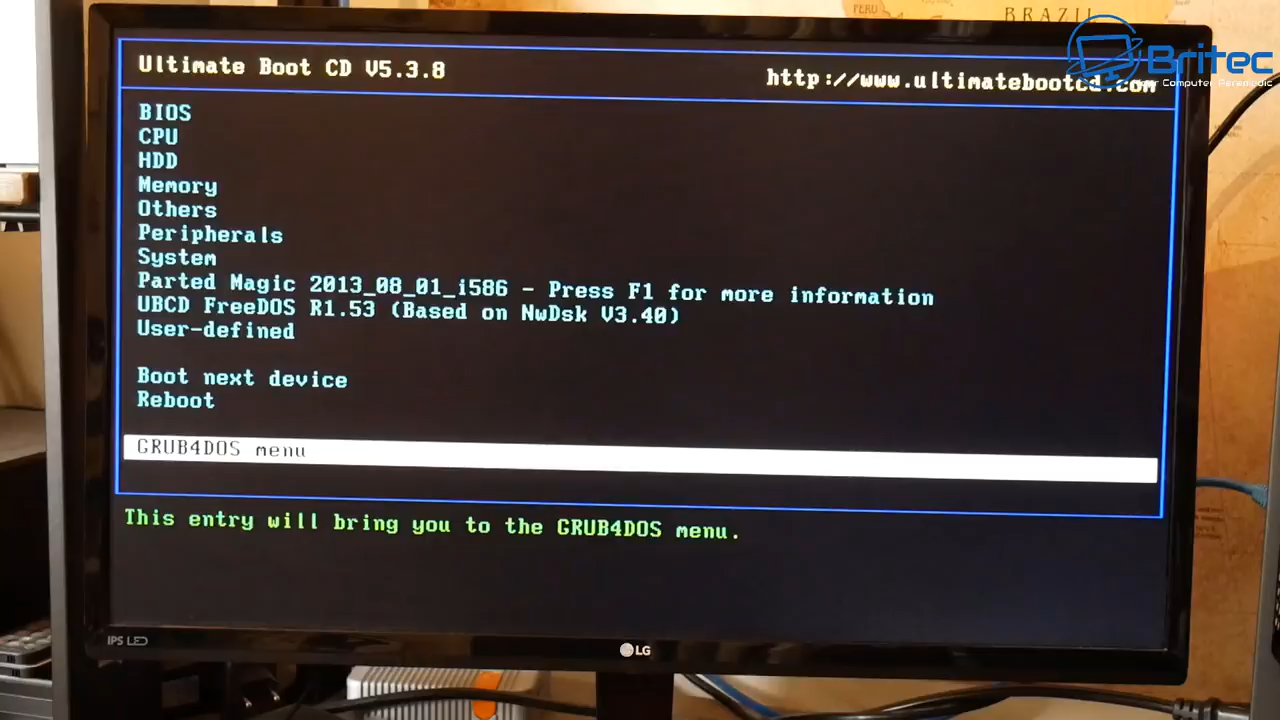 PERU
BRAZIL
Britec
Your Computer Paramedic
Ultimate Boot CD V5.3.8
http://www.ultimatebootcd.com
BIOS
CPU
HDD
Memory
Others
Peripherals
System
Parted Magic 2013_08_01_i586 - Press F1 for more information
UBCD FreeDOS R1.53 (Based on NwDsk V3.40)
User-defined
Boot next device
Reboot
GRUB4DOS menu
This entry will bring you to the GRUB4DOS menu.
IPS LED
LG